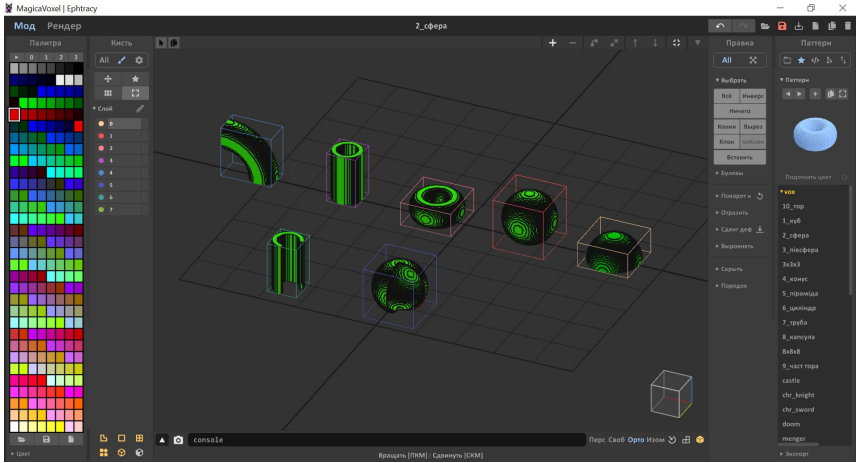 MagicaVoxel | Ephtracy
Мод Рендер
2_сфера
Палитра
▸ 0 1 2 3
▸ Цвет
Кисть
All
▾ Слой
0
1
2
3
4
5
6
7
console
Перс Своб Орто Изом
Вращать [ПКМ] : Сдвинуть [СКМ]
Правка
All
▾ Выбрать
Всё Инверс
Ничего
Копия Вырез
Клон неКлон
Вставить
▸ Булевы
▸ Поворот н
▸ Отразить
▸ Сдвиг деф
▸ Выровнять
▸ Скрыть
▸ Порядок
Паттерн
▾ Паттерн
Подогнать цвет
▾vox
10_тор
1_куб
2_сфера
3_півсфера
3x3x3
4_конус
5_піраміда
6_циліндр
7_труба
8_капсула
8x8x8
9_част тора
castle
chr_knight
chr_sword
doom
menger
▸ Экспорт